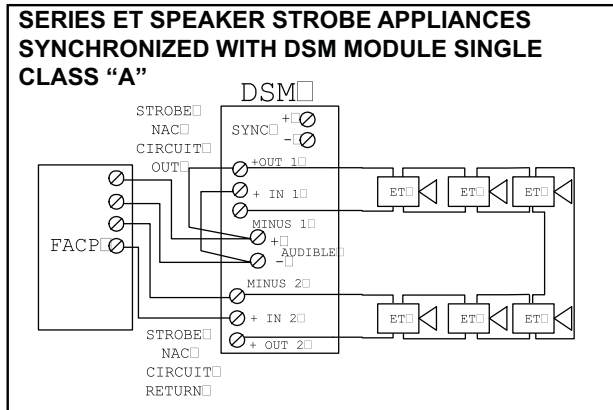 SERIES ET SPEAKER STROBE APPLIANCES
SYNCHRONIZED WITH DSM MODULE SINGLE
CLASS “A”
DSM□
STROBE□
NAC□
CIRCUIT□
OUT□
SYNC□
+□
-□
+OUT 1□
+ IN 1□
MINUS 1□
+□
AUDIBLE□
-□
MINUS 2□
+ IN 2□
+ OUT 2□
FACP□
ET□
ET□
ET□
ET□
ET□
ET□
STROBE□
NAC□
CIRCUIT□
RETURN□